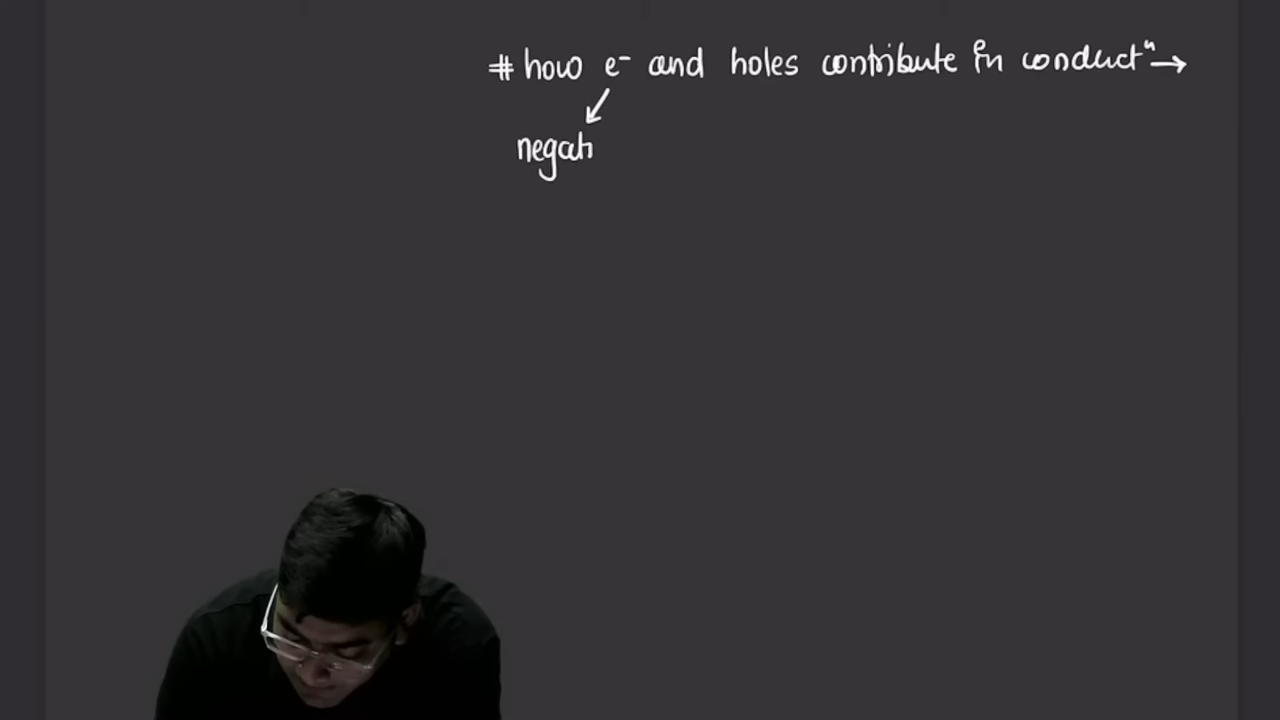 # how e⁻ and holes contribute in conductⁿ →
negati